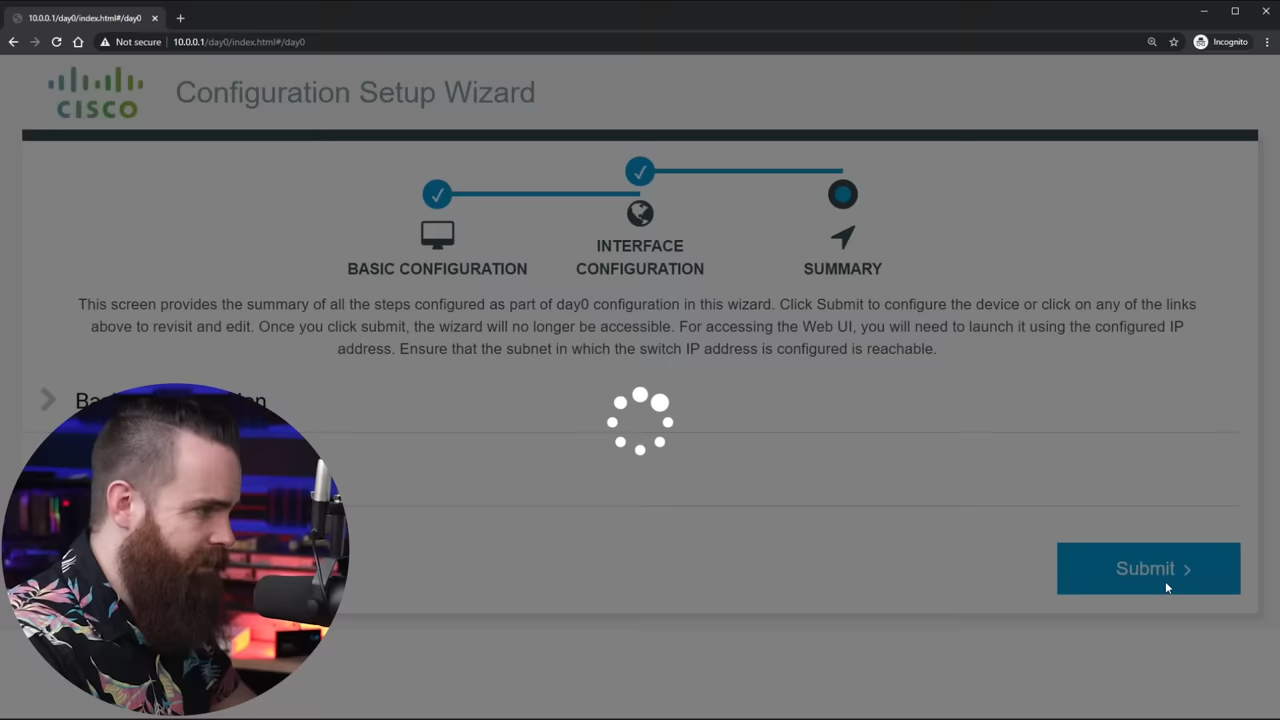 10.0.0.1/day0/index.html#/day0
Not secure
10.0.0.1/day0/index.html#/day0
Incognito
CISCO
Configuration Setup Wizard
BASIC CONFIGURATION
INTERFACE
CONFIGURATION
SUMMARY
This screen provides the summary of all the steps configured as part of day0 configuration in this wizard. Click Submit to configure the device or click on any of the links
above to revisit and edit. Once you click submit, the wizard will no longer be accessible. For accessing the Web UI, you will need to launch it using the configured IP
address. Ensure that the subnet in which the switch IP address is configured is reachable.
Submit